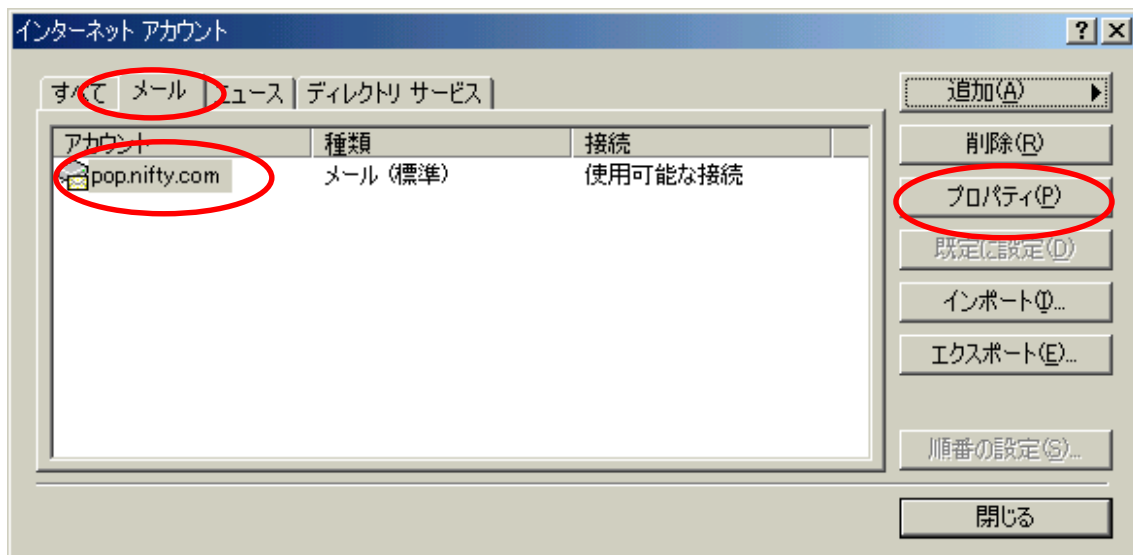 インターネット アカウント
すべて メール ニュース ディレクトリ サービス
追加(A)
アカウント 種類 接続
削除(R)
pop.nifty.com メール (標準) 使用可能な接続
プロパティ(P)
既定に設定(D)
インポート(I)...
エクスポート(E)...
順番の設定(S)...
閉じる